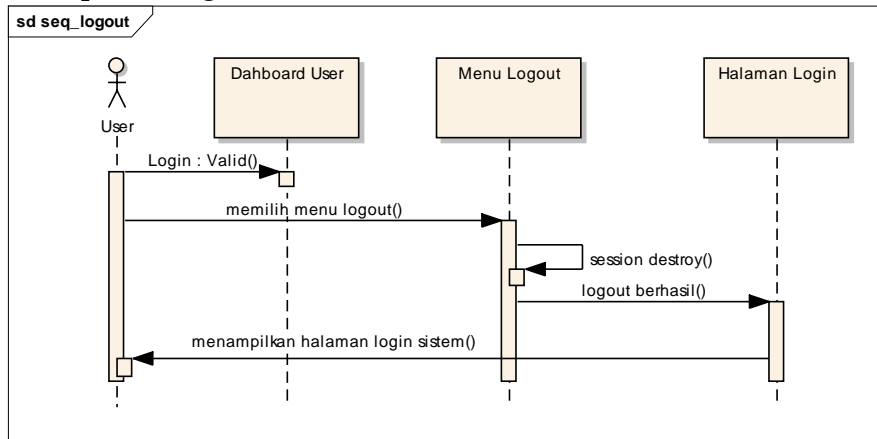 sd seq_logout
User
Dahboard User
Menu Logout
Halaman Login
Login : Valid()
memilih menu logout()
session destroy()
logout berhasil()
menampilkan halaman login sistem()